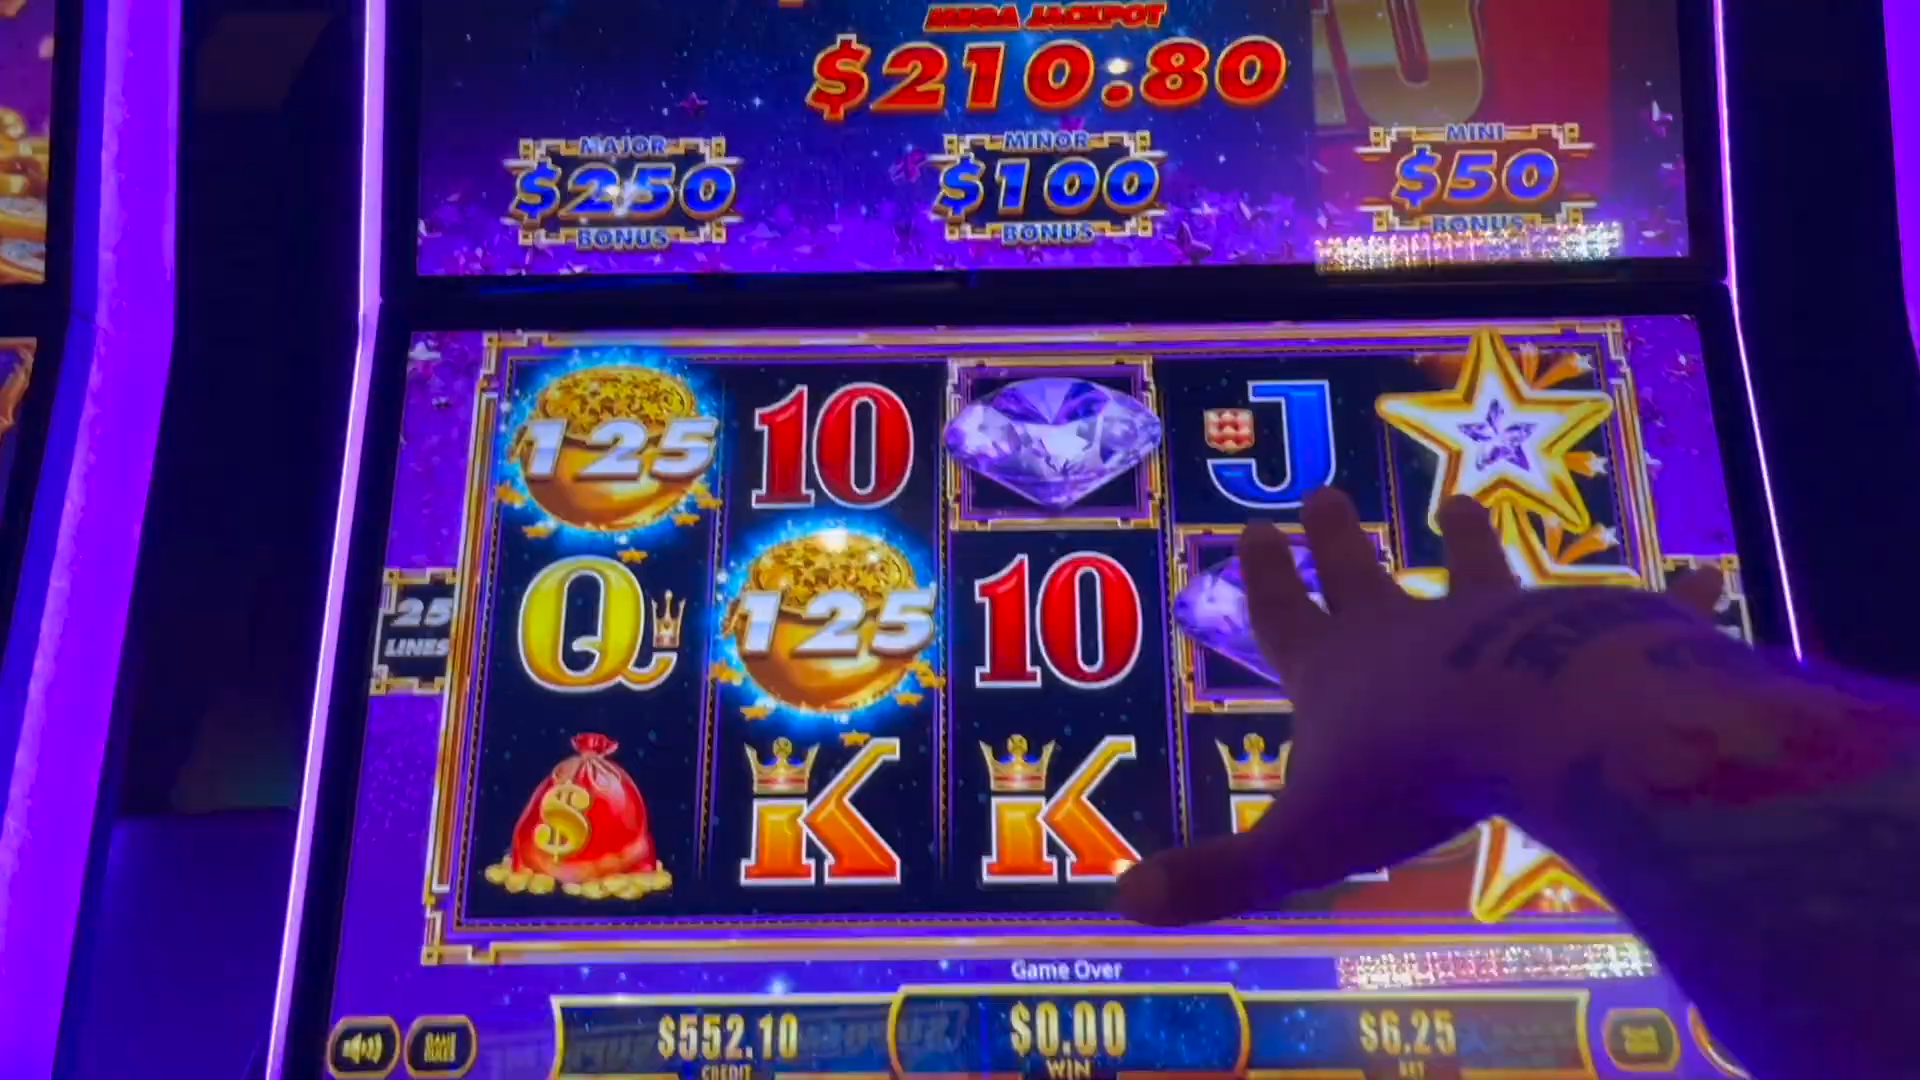 MEGA JACKPOT
$210.80
MAJOR
$250
BONUS
MINOR
$100
BONUS
MINI
$50
BONUS
125
10
J
25
LINES
Q
125
10
$
K
K
Game Over
$552.10
CREDIT
$0.00
WIN
$6.25
BET